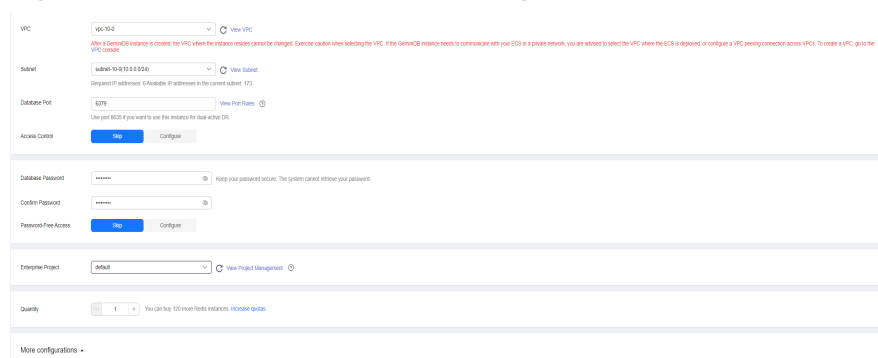 VPC
vpc-10-0
View VPC
After a GeminiDB instance is created, the VPC where the instance resides cannot be changed. Exercise caution when selecting the VPC. If the GeminiDB instance needs to communicate with your ECS in a private network, you are advised to select the VPC where the ECS is deployed, or configure a VPC peering connection across VPCs. To create a VPC, go to the
VPC console.
Subnet
subnet-10-0(10.0.0.0/24)
View Subnet
Required IP addresses: 6 Available IP addresses in the current subnet: 173
Database Port
6379
View Port Rules
Use port 8635 if you want to use this instance for dual-active DR.
Access Control
Skip
Configure
Database Password
•••••••••
Keep your password secure. The system cannot retrieve your password.
Confirm Password
•••••••••
Password-Free Access
Skip
Configure
Enterprise Project
default
View Project Management
Quantity
- 1 +
You can buy 120 more Redis instances. Increase quotas
More configurations